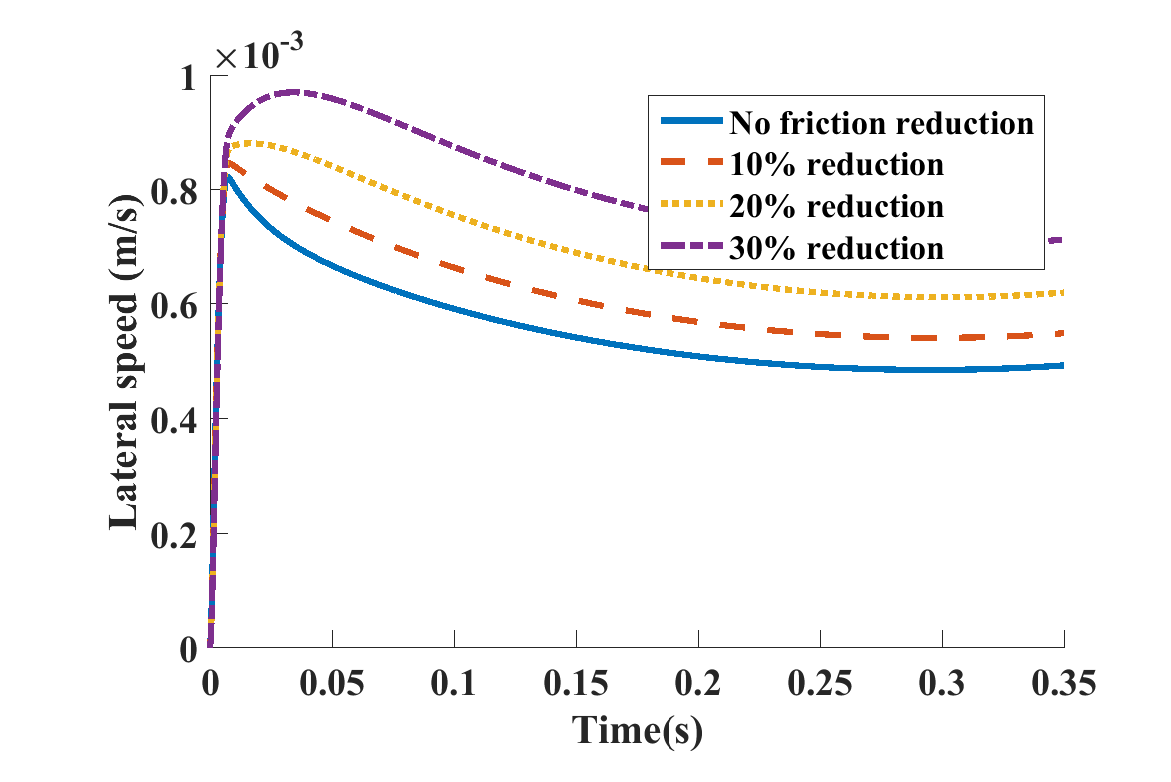 ×10-3
1
0.8
0.6
0.4
0.2
0
Lateral speed (m/s)
No friction reduction
10% reduction
20% reduction
30% reduction
0 0.05 0.1 0.15 0.2 0.25 0.3 0.35
Time(s)